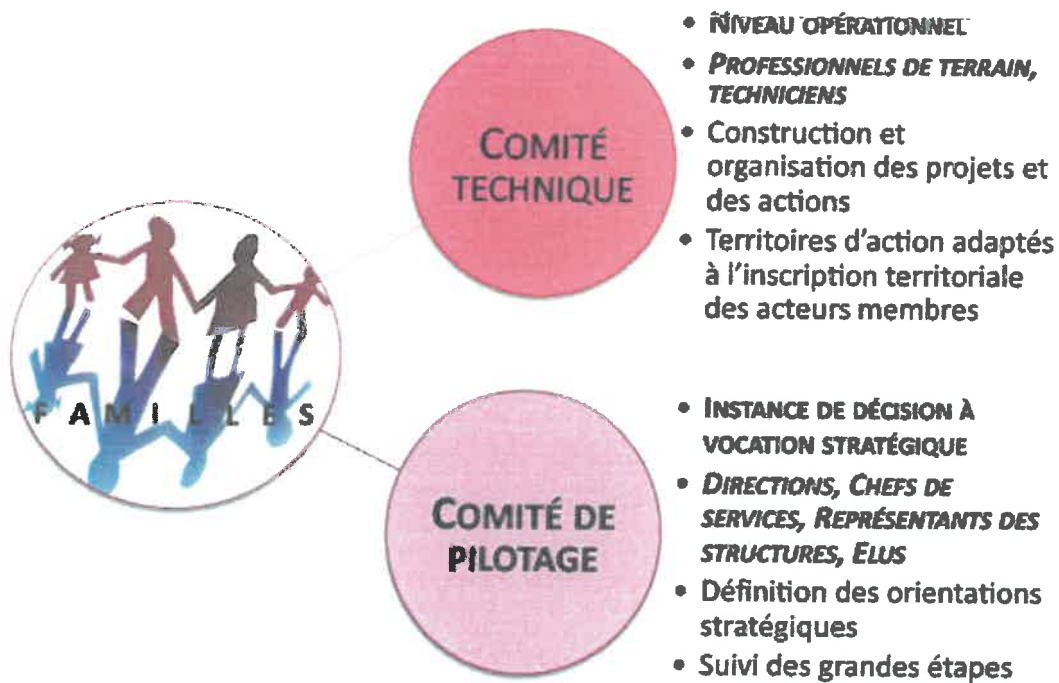 • NIVEAU OPÉRATIONNEL
• PROFESSIONNELS DE TERRAIN,
TECHNICIENS
• Construction et
organisation des projets et
des actions
• Territoires d'action adaptés
à l'inscription territoriale
des acteurs membres
COMITÉ
TECHNIQUE
FAMILLES
• INSTANCE DE DÉCISION À
VOCATION STRATÉGIQUE
• DIRECTIONS, CHEFS DE
SERVICES, REPRÉSENTANTS DES
STRUCTURES, ELUS
• Définition des orientations
stratégiques
• Suivi des grandes étapes
COMITÉ DE
PILOTAGE